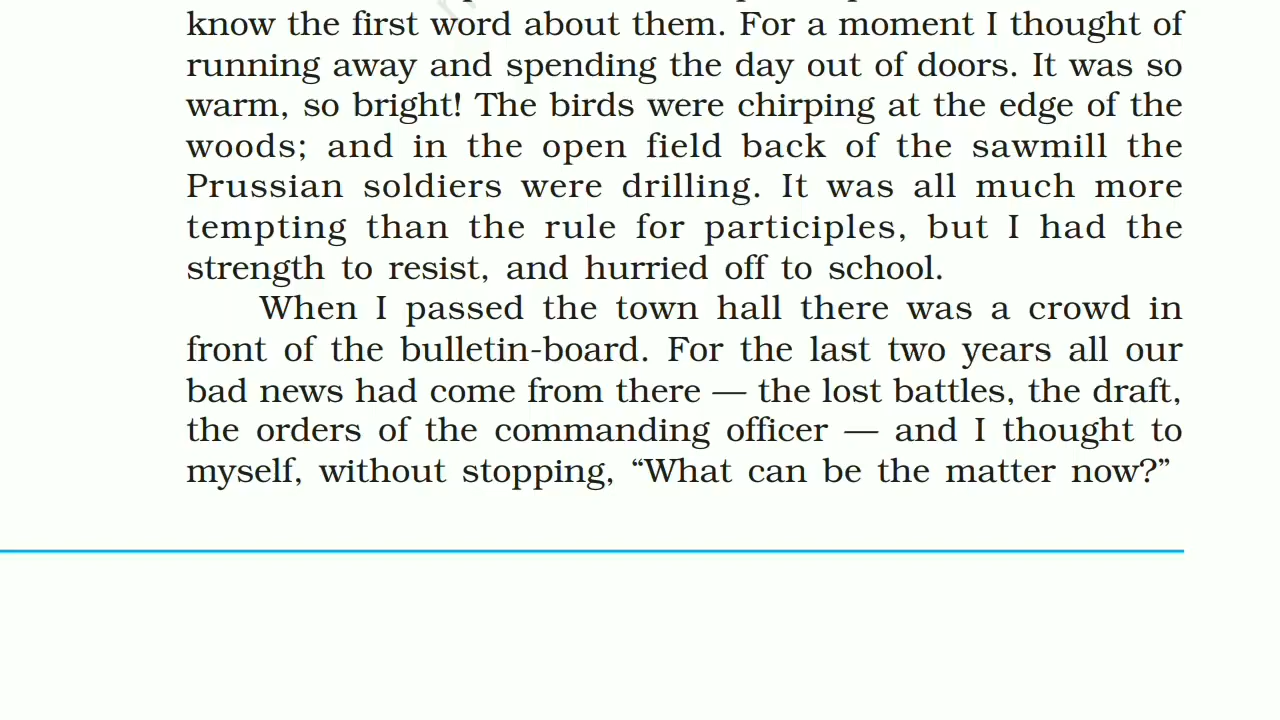 know the first word about them. For a moment I thought of
running away and spending the day out of doors. It was so
warm, so bright! The birds were chirping at the edge of the
woods; and in the open field back of the sawmill the
Prussian soldiers were drilling. It was all much more
tempting than the rule for participles, but I had the
strength to resist, and hurried off to school.
When I passed the town hall there was a crowd in
front of the bulletin-board. For the last two years all our
bad news had come from there — the lost battles, the draft,
the orders of the commanding officer — and I thought to
myself, without stopping, “What can be the matter now?”